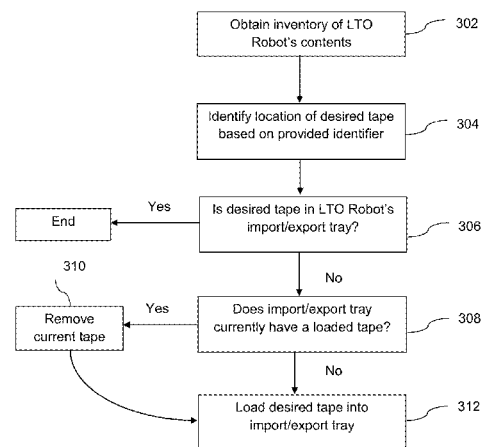 Obtain inventory of LTO
Robot's contents
302
Identify location of desired tape
based on provided identifier
304
Is desired tape in LTO Robot's
import/export tray?
306
Yes
End
No
310
Does import/export tray
currently have a loaded tape?
308
Yes
Remove
current tape
No
Load desired tape into
import/export tray
312